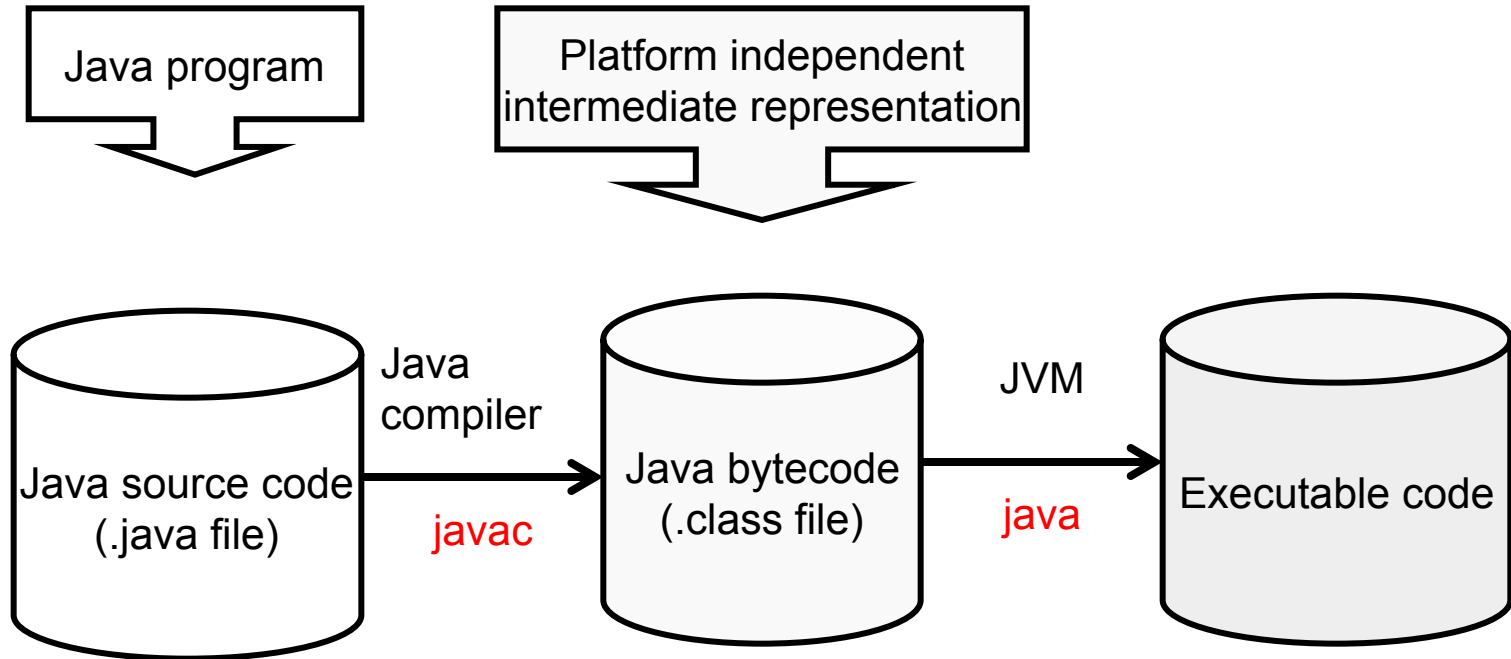 Java program
Platform independent
intermediate representation
Java source code
(.java file)
Java
compiler
javac
Java bytecode
(.class file)
JVM
java
Executable code